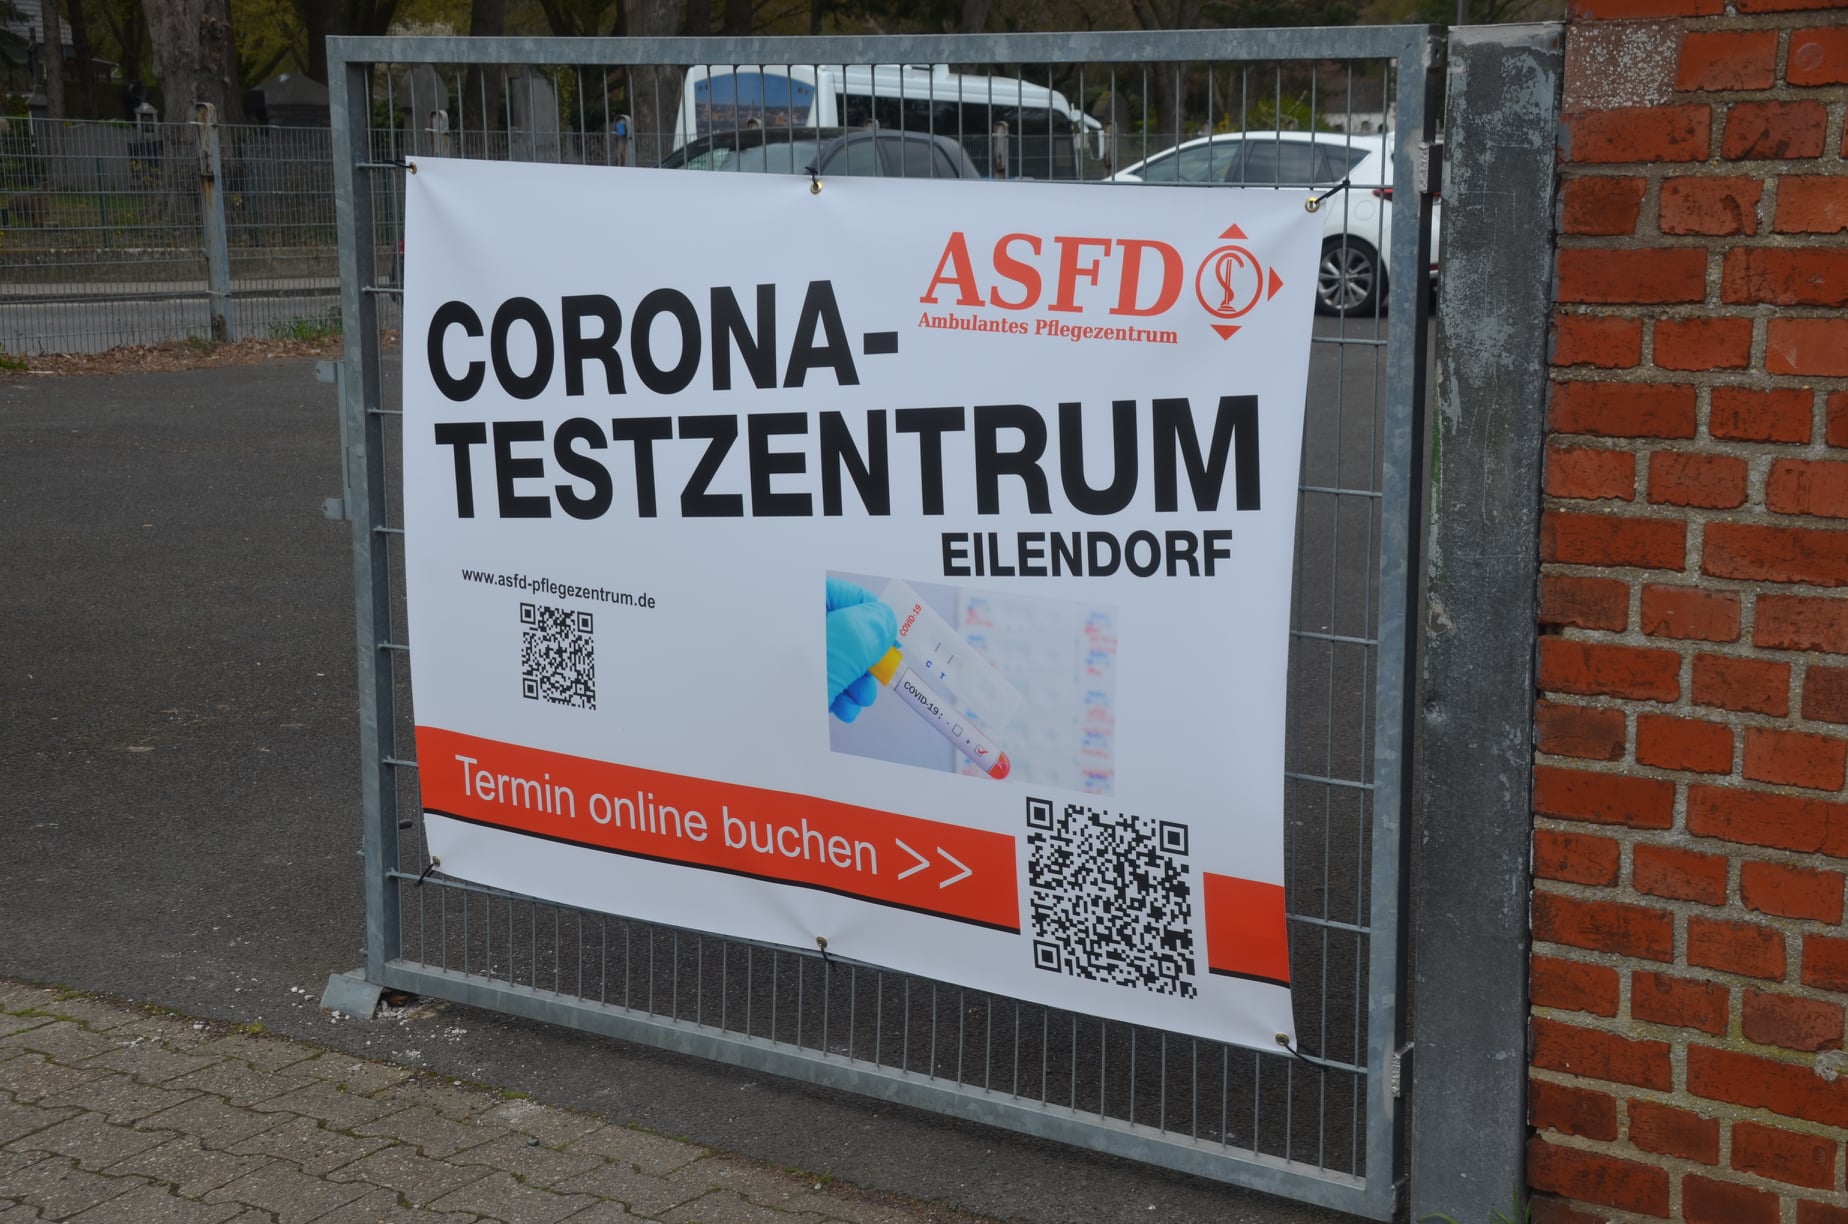 ASFD
Ambulantes Pflegezentrum
CORONA-
TESTZENTRUM
EILENDORF
www.asfd-pflegezentrum.de
COVID-19
C T
COVID-19: - +
Termin online buchen >>